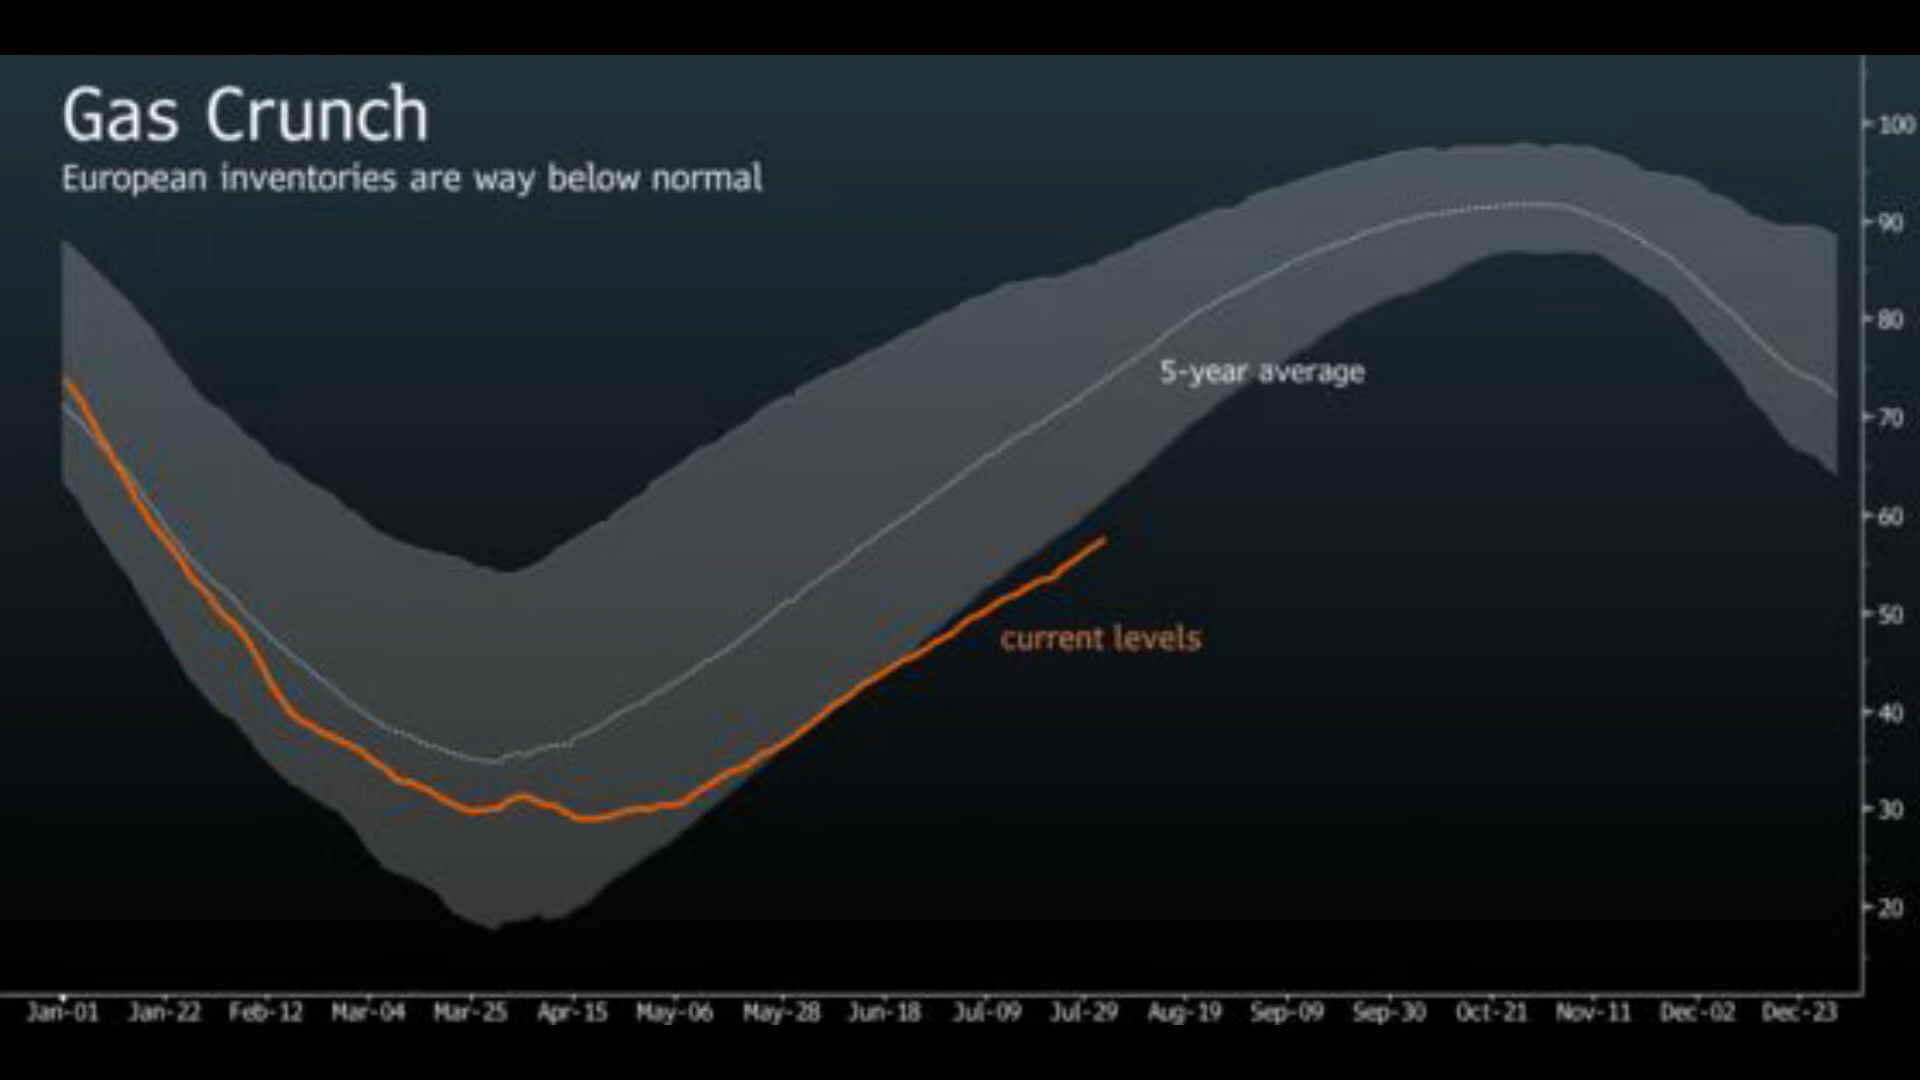 Gas Crunch
European inventories are way below normal
100
90
80
5-year average
70
60
50
current levels
40
30
20
Jan-01 Jan-22 Feb-12 Mar-04 Mar-25 Apr-15 May-06 May-28 Jun-18 Jul-09 Jul-29 Aug-19 Sep-09 Sep-30 Oct-21 Nov-11 Dec-02 Dec-23